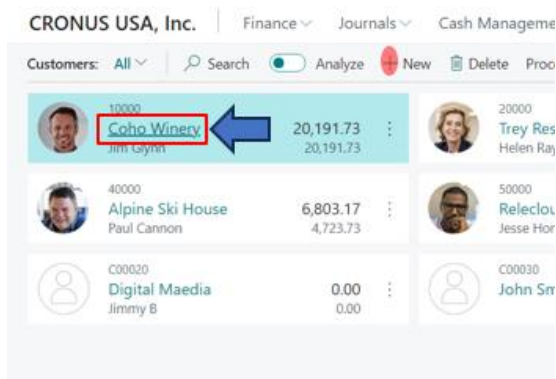 CRONUS USA, Inc. Finance Journals Cash Manageme
Customers: All Search Analyze New Delete Proc
10000
Coho Winery 20,191.73
Jim Glynn 20,191.73
20000
Trey Res
Helen Ray
40000
Alpine Ski House 6,803.17
Paul Cannon 4,723.73
50000
Releclou
Jesse Hor
C00020
Digital Maedia 0.00
Jimmy B 0.00
C00030
John Sm